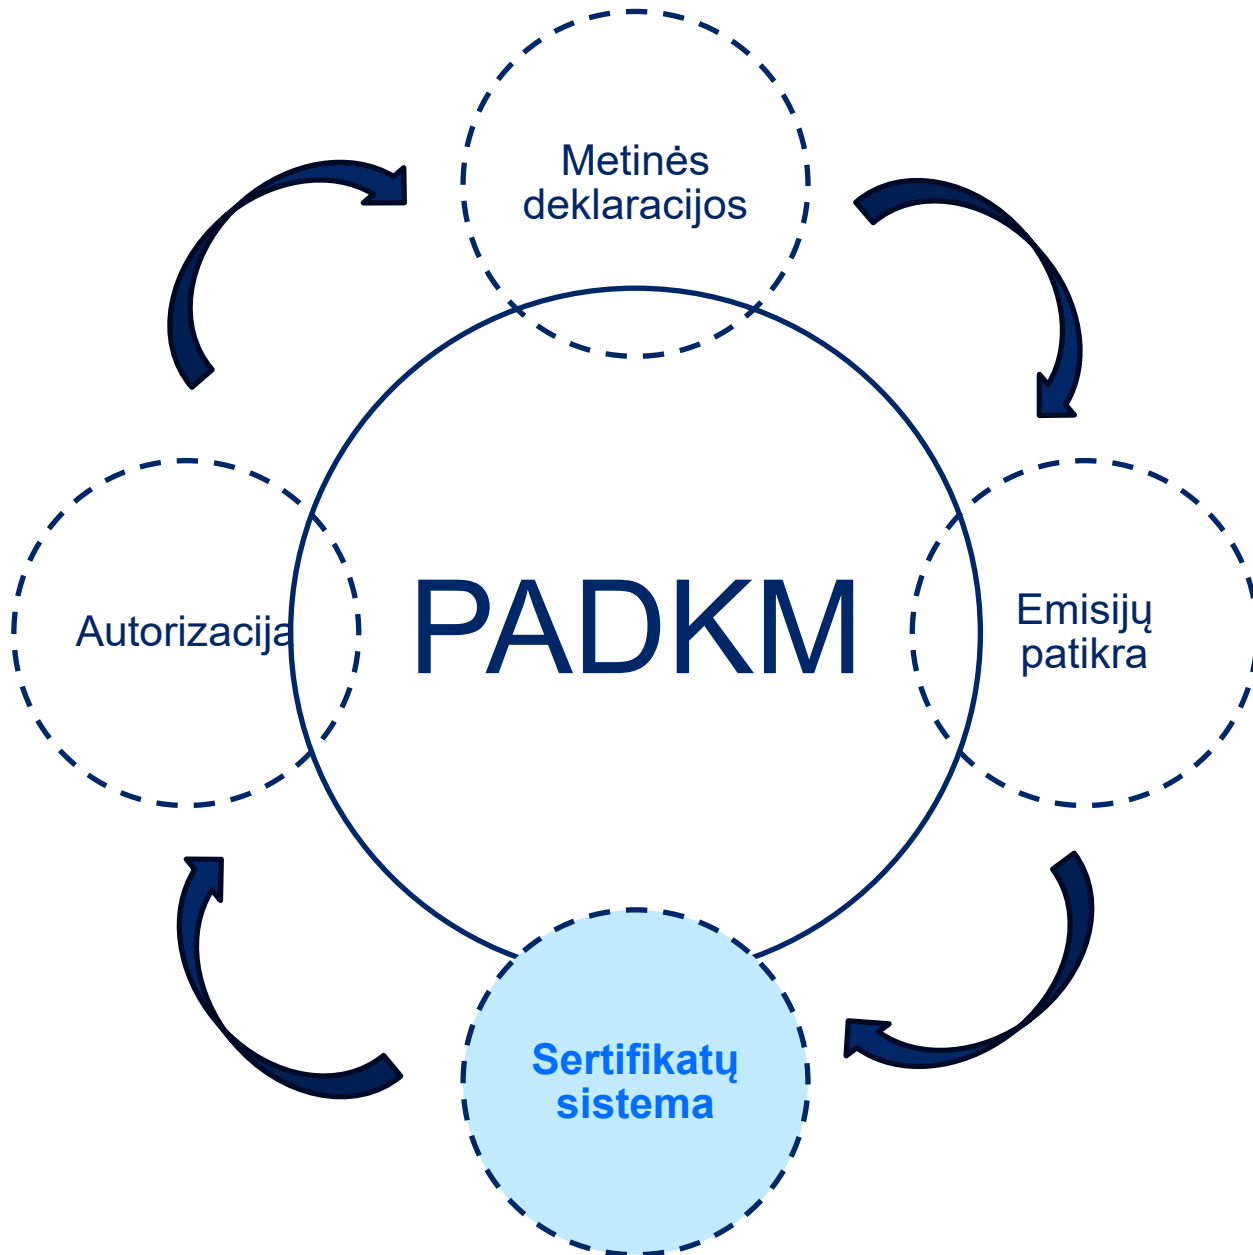 Metinės
deklaracijos
Autorizacija
PADKM
Emisijų
patikra
Sertifikatų
sistema